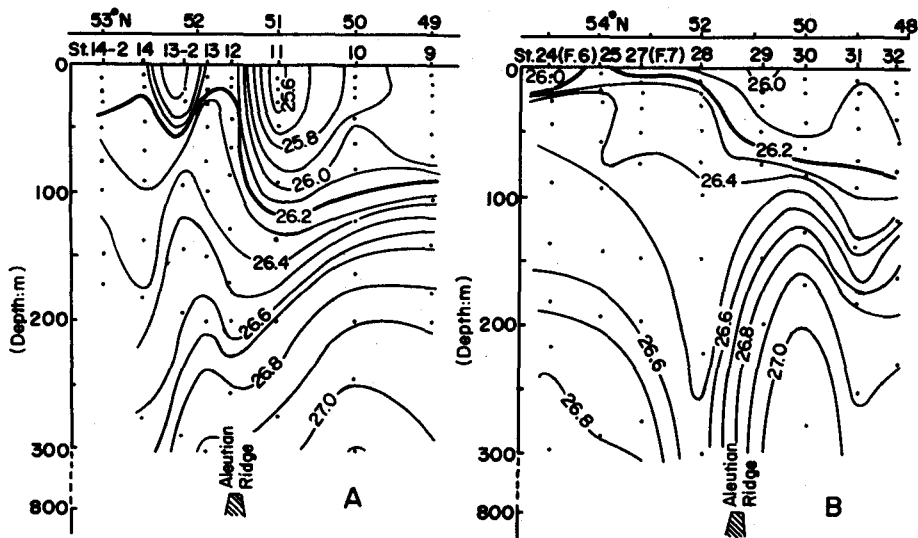 53°N 52 51 50 49
St.14-2 14 13-2 13 12 11 10 9
0
100
200
300
800
(Depth:m)
25.6
25.8
26.0
26.2
26.4
26.6
26.8
27.0
Aleutian
Ridge
A
54°N 52 50 48
St.24(F.6) 25 27(F.7) 28 29 30 31 32
0
100
200
300
800
(Depth:m)
26.0
26.0
26.2
26.4
26.6
26.6
26.8
26.8
27.0
Aleutian
Ridge
B